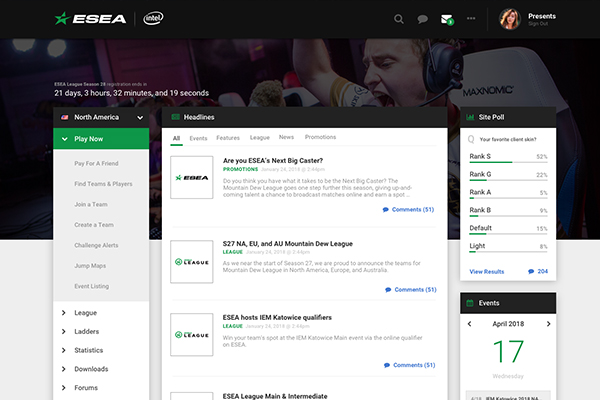 ESEA intel
3
Presents
Sign Out
ESEA League Season 28 registration ends in
21 days, 3 hours, 32 minutes, and 19 seconds
MAXNOMIC
North America
Play Now
Pay For A Friend
Find Teams & Players
Join a Team
Create a Team
Challenge Alerts
Jump Maps
Event Listing
League
Ladders
Statistics
Downloads
Forums
Headlines
All Events Features League News Promotions
ESEA
Are you ESEA's Next Big Caster?
PROMOTIONS January 24, 2018 @ 2:44pm
Do you think you have what it takes to be the Next Big Caster? The
Mountain Dew League goes one step further this season, giving up-and-
coming talent a chance to broadcast matches online and earn a spot ...
Comments (51)
LEAGUE
S27 NA, EU, and AU Mountain Dew League
LEAGUE January 24, 2018 @ 2:44pm
As we near the start of Season 27, we are proud to announce the teams for
Mountain Dew League in North America, Europe, and Australia.
Comments (51)
LEAGUE
ESEA hosts IEM Katowice qualifiers
LEAGUE January 24, 2018 @ 2:44pm
Win your team's spot at the IEM Katowice Main event via the online qualifier
on ESEA.
Comments (51)
ESEA League Main & Intermediate
Site Poll
Q Your favorite client skin?
Rank S 52%
Rank G 22%
Rank A 5%
Rank B 9%
Default 15%
Light 8%
View Results 204
Events
April 2018
17
Wednesday
4/18 IEM Katowice 2018 NA